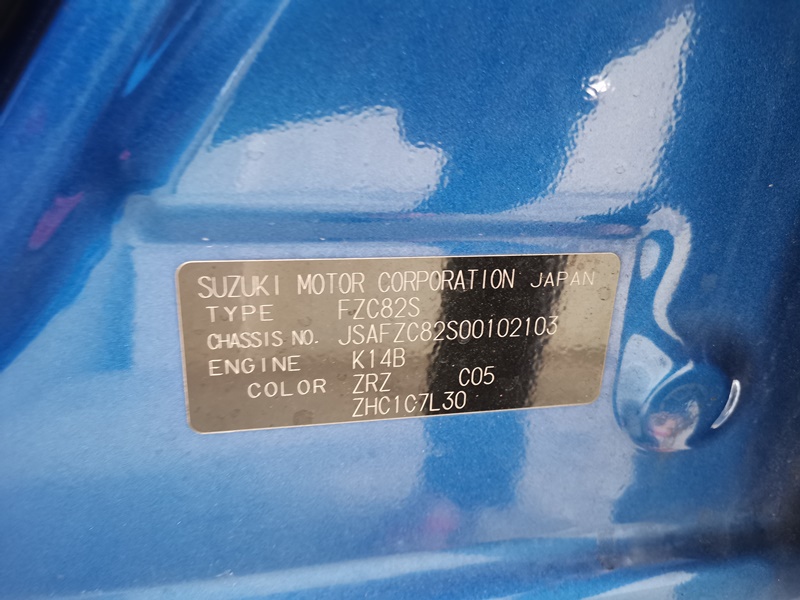 SUZUKI MOTOR CORPORATION JAPAN
TYPE FZC82S
CHASSIS NO. JSAFZC82S00102103
ENGINE K14B
COLOR ZRZ C05
ZHC1C7L30